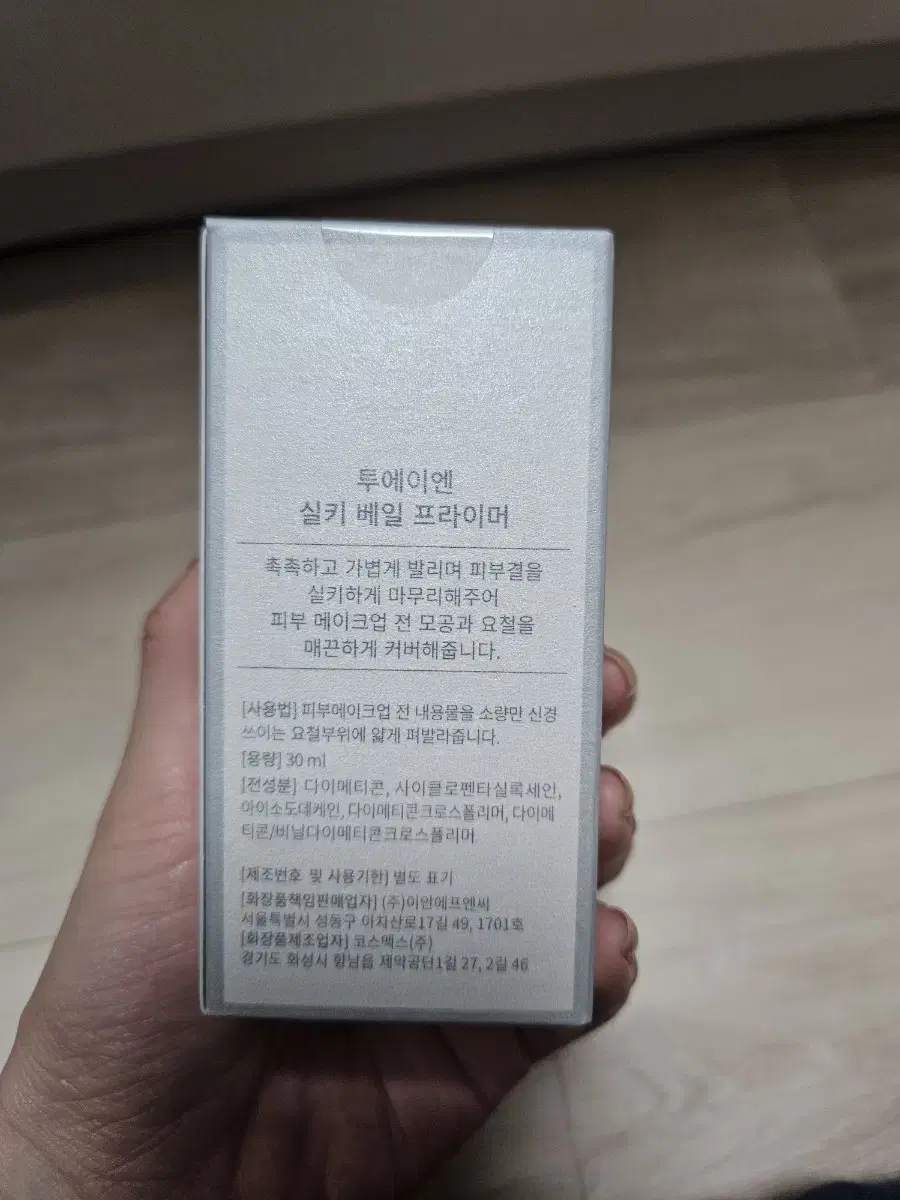 투에이엔
실키 베일 프라이머
촉촉하고 가볍게 발리며 피부결을
실키하게 마무리해주어
피부 메이크업 전 모공과 요철을
매끈하게 커버해줍니다.
[사용법] 피부메이크업 전 내용물을 소량만 신경
쓰이는 요철부위에 얇게 펴발라줍니다.
[용량] 30 ml
[전성분] 다이메티콘, 사이클로펜타실록세인,
아이소도데케인, 다이메티콘크로스폴리머, 다이메
티콘/비닐다이메티콘크로스폴리머
[제조번호 및 사용기한] 별도 표기
[화장품책임판매업자] (주)이안에프엔씨
서울특별시 성동구 아차산로17길 49, 1701호
[화장품제조업자] 코스맥스(주)
경기도 화성시 향남읍 제약공단1길 27, 2림 46